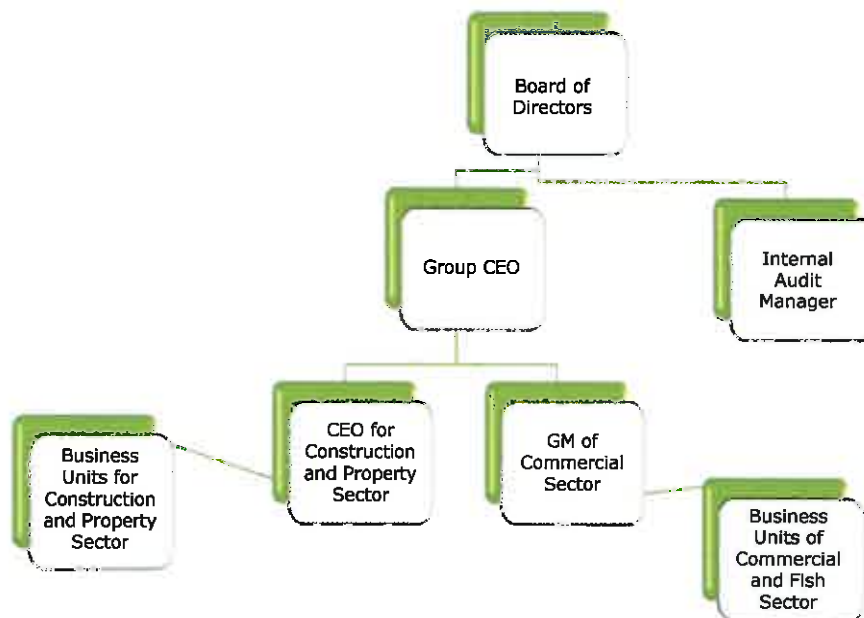 Board of
Directors
Group CEO
Internal
Audit
Manager
CEO for
Construction
and Property
Sector
GM of
Commercial
Sector
Business
Units for
Construction
and Property
Sector
Business
Units of
Commercial
and Fish
Sector